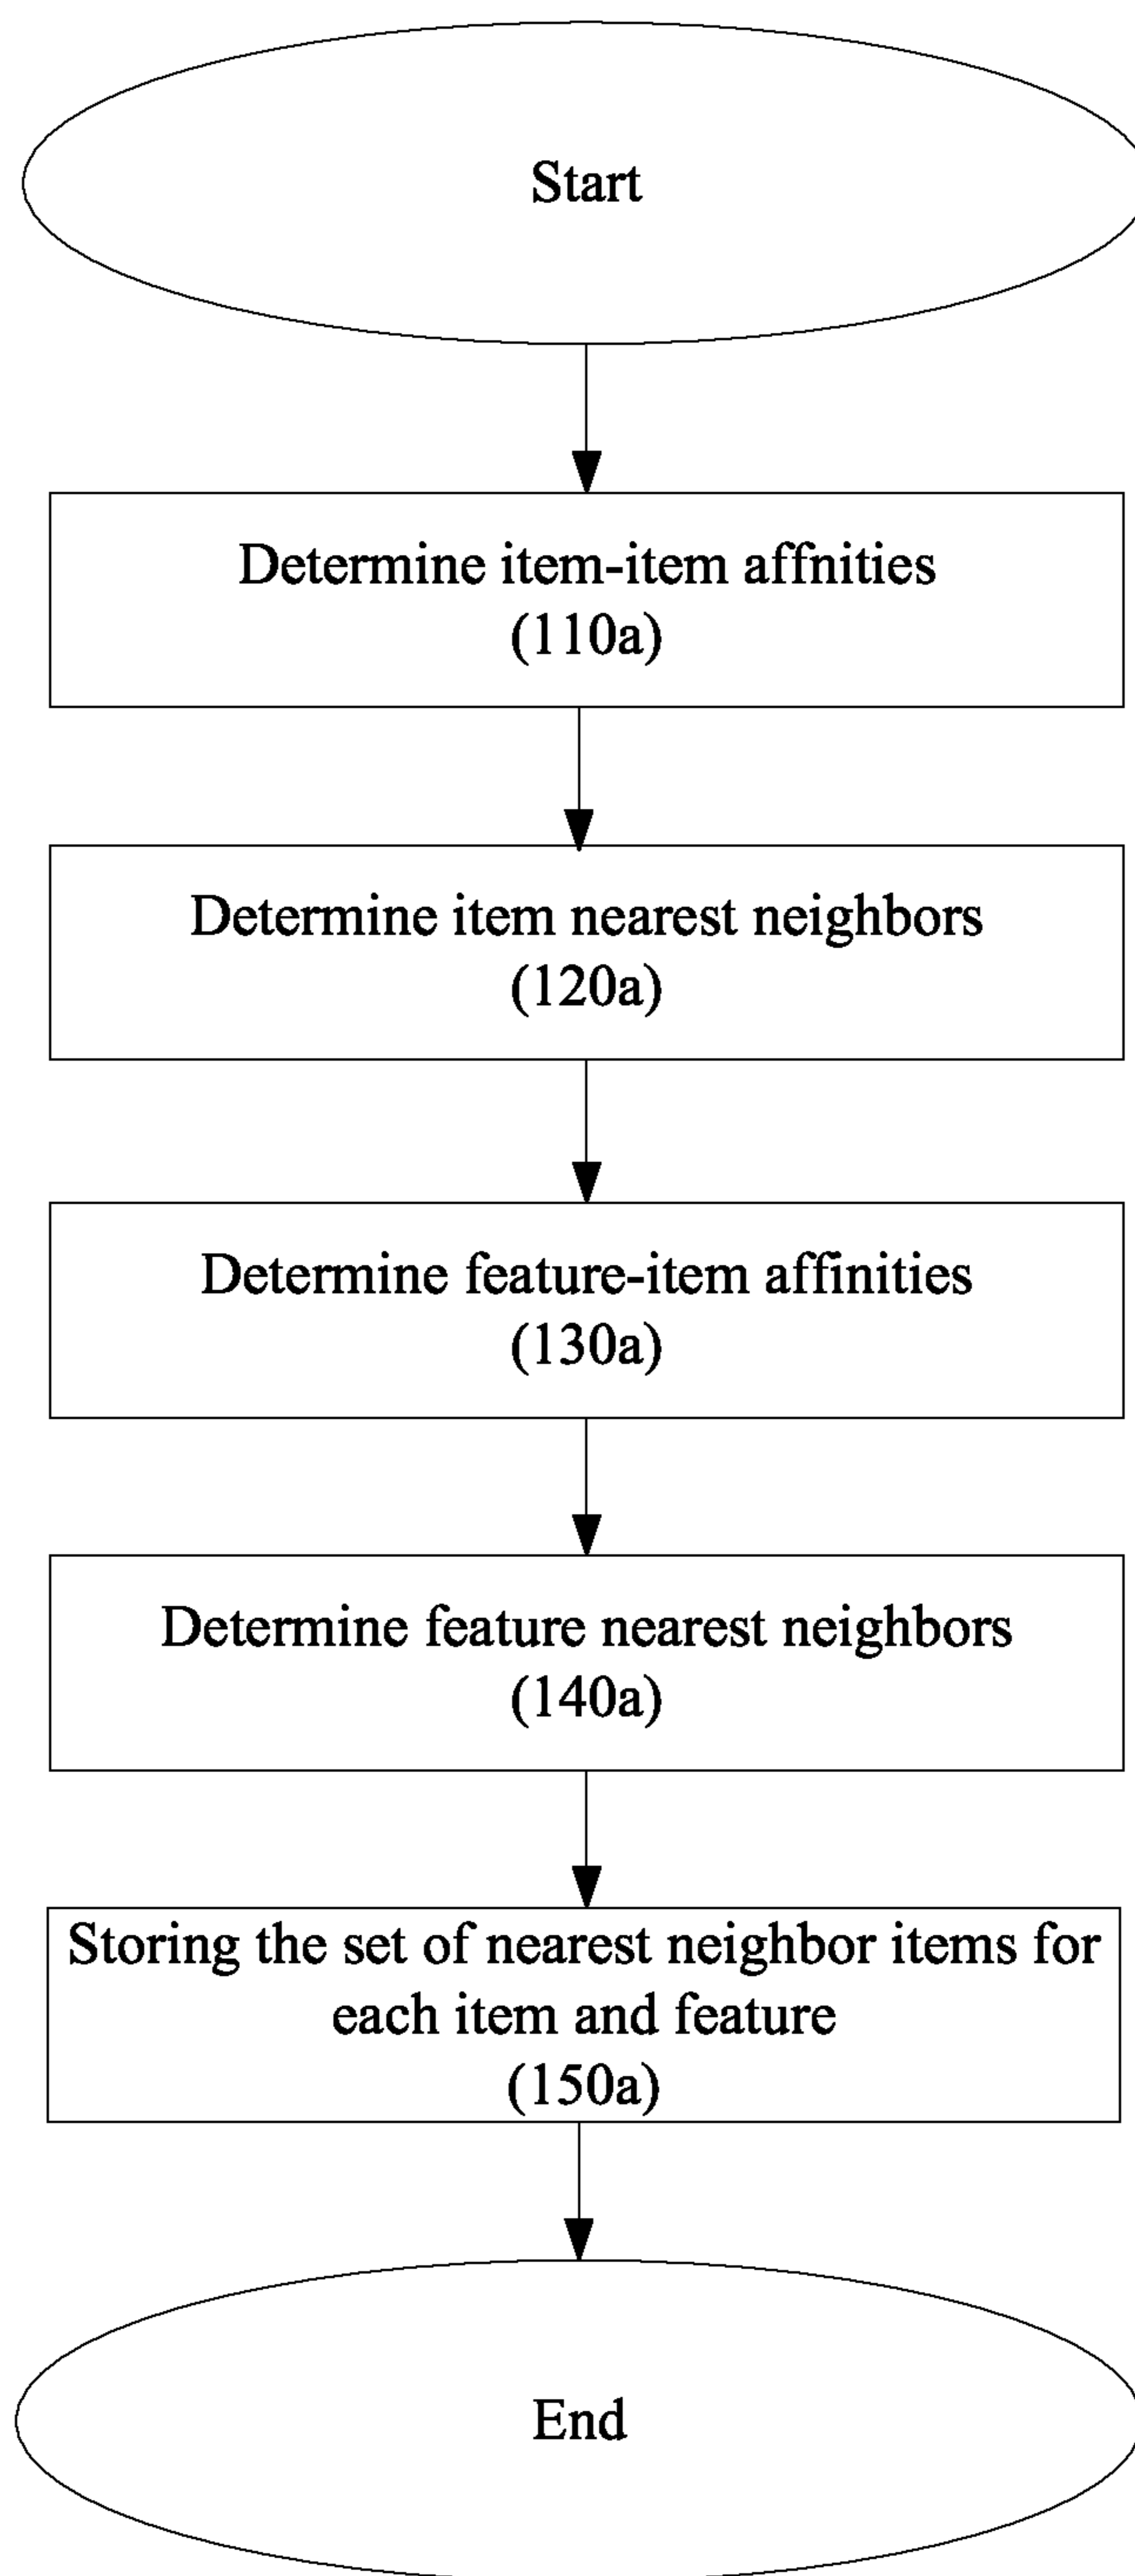 Start
Determine item-item affnities
(110a)
Determine item nearest neighbors
(120a)
Determine feature-item affinities
(130a)
Determine feature nearest neighbors
(140a)
Storing the set of nearest neighbor items for
each item and feature
(150a)
End